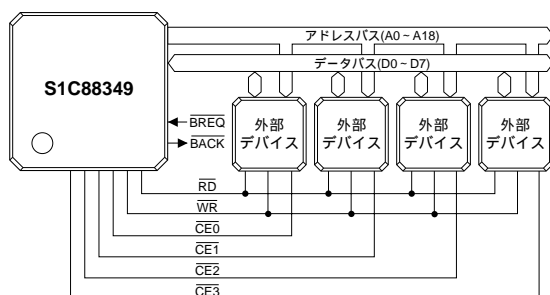 アドレスバス(A0~A18)
データバス(D0~D7)
S1C88349
BREQ
BACK
外部
デバイス
外部
デバイス
外部
デバイス
外部
デバイス
RD
WR
CE0
CE1
CE2
CE3